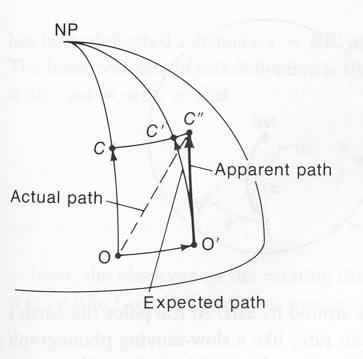 NP
C
C'
C"
Apparent path
Actual path
O
O'
Expected path